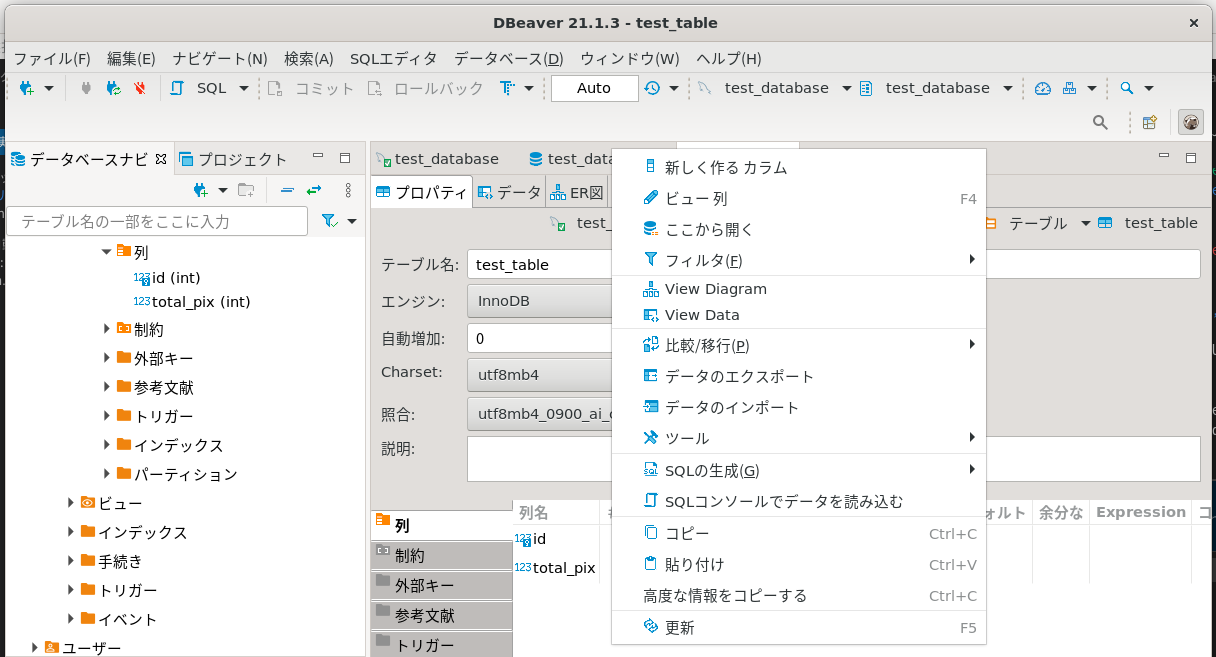 DBeaver 21.1.3 - test_table
ファイル(F) 編集(E) ナビゲート(N) 検索(A) SQLエディタ データベース(D) ウィンドウ(W) ヘルプ(H)
SQL コミット ロールバック Auto test_database test_database
データベースナビ プロジェクト
テーブル名の一部をここに入力
列
id (int)
total_pix (int)
制約
外部キー
参考文献
トリガー
インデックス
パーティション
ビュー
インデックス
手続き
トリガー
イベント
ユーザー
test_database
プロパティ データ ER図
テーブル test_table
テーブル名: test_table
エンジン: InnoDB
自動増加: 0
Charset: utf8mb4
照合: utf8mb4_0900_ai_
説明:
列
制約
外部キー
参考文献
トリガー
列名 余分な Expression
id
total_pix
新しく作る カラム
ビュー 列 F4
ここから開く
フィルタ(F)
View Diagram
View Data
比較/移行(P)
データのエクスポート
データのインポート
ツール
SQLの生成(G)
SQLコンソールでデータを読み込む
コピー Ctrl+C
貼り付け Ctrl+V
高度な情報をコピーする Ctrl+C
更新 F5